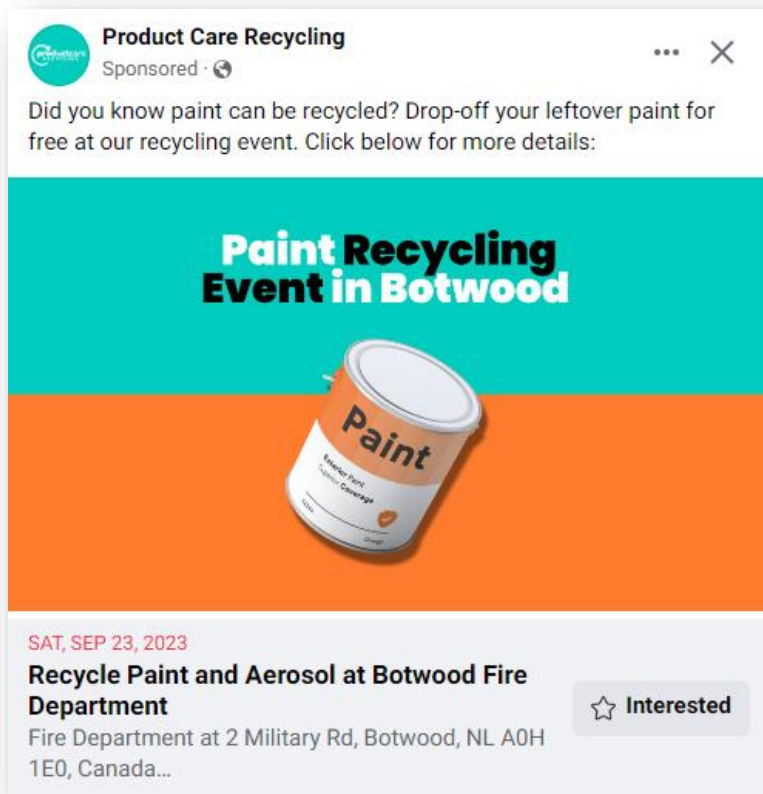 Product Care Recycling
Sponsored ·
Did you know paint can be recycled? Drop-off your leftover paint for
free at our recycling event. Click below for more details:
Paint Recycling
Event in Botwood
Paint
Exterior Paint
Superior Coverage
SAT, SEP 23, 2023
Recycle Paint and Aerosol at Botwood Fire
Department
Interested
Fire Department at 2 Military Rd, Botwood, NL A0H
1E0, Canada...